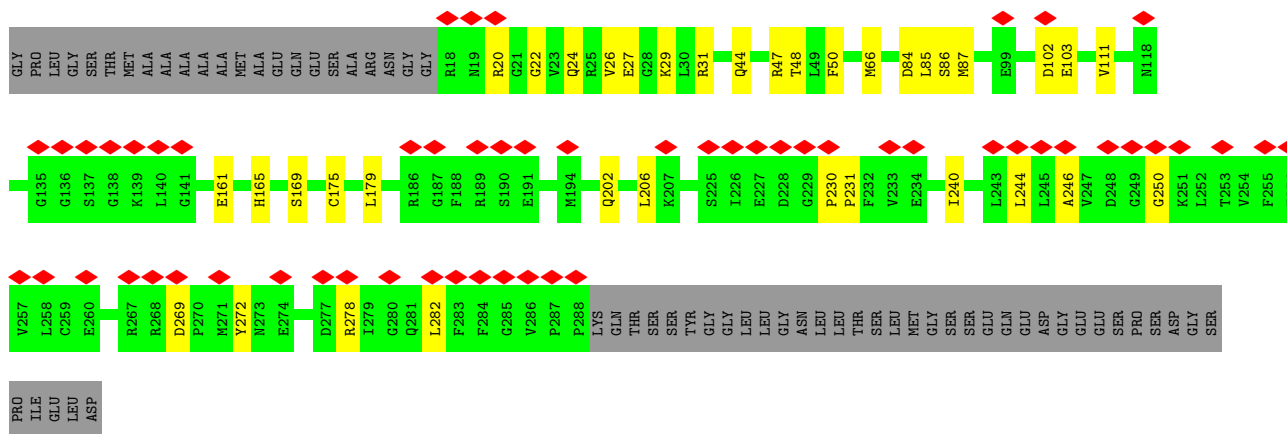 GLY PRO LEU GLY SER THR MET ALA ALA ALA ALA ALA ALA MET ALA ALA GLU GLN GLU SER ALA ARG ASN GLY GLY R18 N19 R20 G21 G22 V23 Q24 R25 V26 E27 G28 K29 L30 R31 Q44 R47 T48 L49 F50 M66 D84 L85 S86 M87 E99 D102 E103 V111 N118
G135 G136 S137 G138 K139 L140 G141 E161 H165 S169 C175 L179 R186 G187 F188 R189 S190 E191 M194 Q202 L206 K207 S225 I226 E227 D228 G229 P230 P231 F232 V233 E234 I240 L243 L244 L245 A246 V247 D248 G249 G250 K251 L252 T253 V254 F255
V257 L258 C259 E260 R267 R268 D269 P270 M271 Y272 N273 E274 D277 R278 I279 G280 Q281 L282 F283 F284 G285 V286 P287 P288 LYS GLN THR SER SER TYR GLY GLY LEU LEU GLY ASN LEU LEU THR SER LEU MET GLY SER SER GLU GLN GLU ASP GLY GLU GLU SER PRO SER ASP GLY SER
PRO ILE GLU LEU ASP